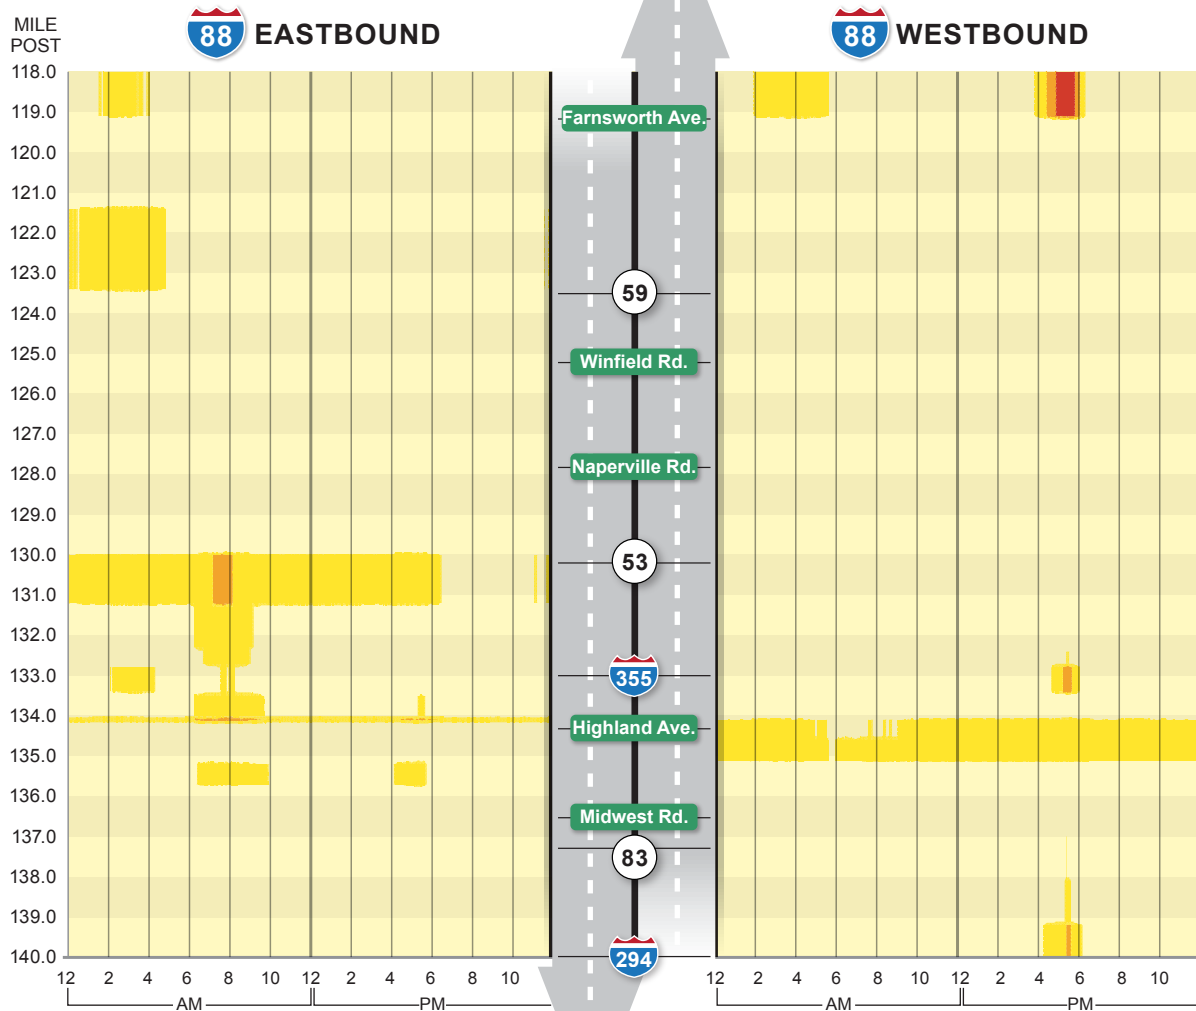 MILE
POST
88 EASTBOUND
88 WESTBOUND
118.0
119.0
120.0
121.0
122.0
123.0
124.0
125.0
126.0
127.0
128.0
129.0
130.0
131.0
132.0
133.0
134.0
135.0
136.0
137.0
138.0
139.0
140.0
Farnsworth Ave.
59
Winfield Rd.
Naperville Rd.
53
355
Highland Ave.
Midwest Rd.
83
294
12 2 4 6 8 10 12 2 4 6 8 10
AM PM
12 2 4 6 8 10 12 2 4 6 8 10
AM PM